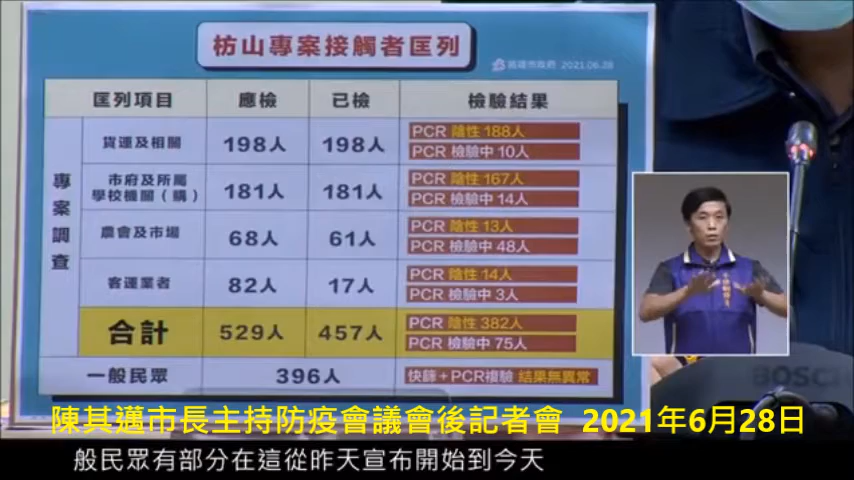 枋山專案接觸者匡列
高雄市政府 2021.06.28
匡列項目 應檢 已檢 檢驗結果
專案調查
貨運及相關 198人 198人 PCR 陰性 188人
PCR 檢驗中 10人
市府及所屬
學校機關(購) 181人 181人 PCR 陰性 167人
PCR 檢驗中 14人
農會及市場 68人 61人 PCR 陰性 13人
PCR 檢驗中 48人
客運業者 82人 17人 PCR 陰性 14人
PCR 檢驗中 3人
合計 529人 457人 PCR 陰性 382人
PCR 檢驗中 75人
一般民眾 396人 快篩+PCR複驗 結果無異常
BOSCH
陳其邁市長主持防疫會議會後記者會 2021年6月28日
般民眾有部分在這從昨天宣布開始到今天